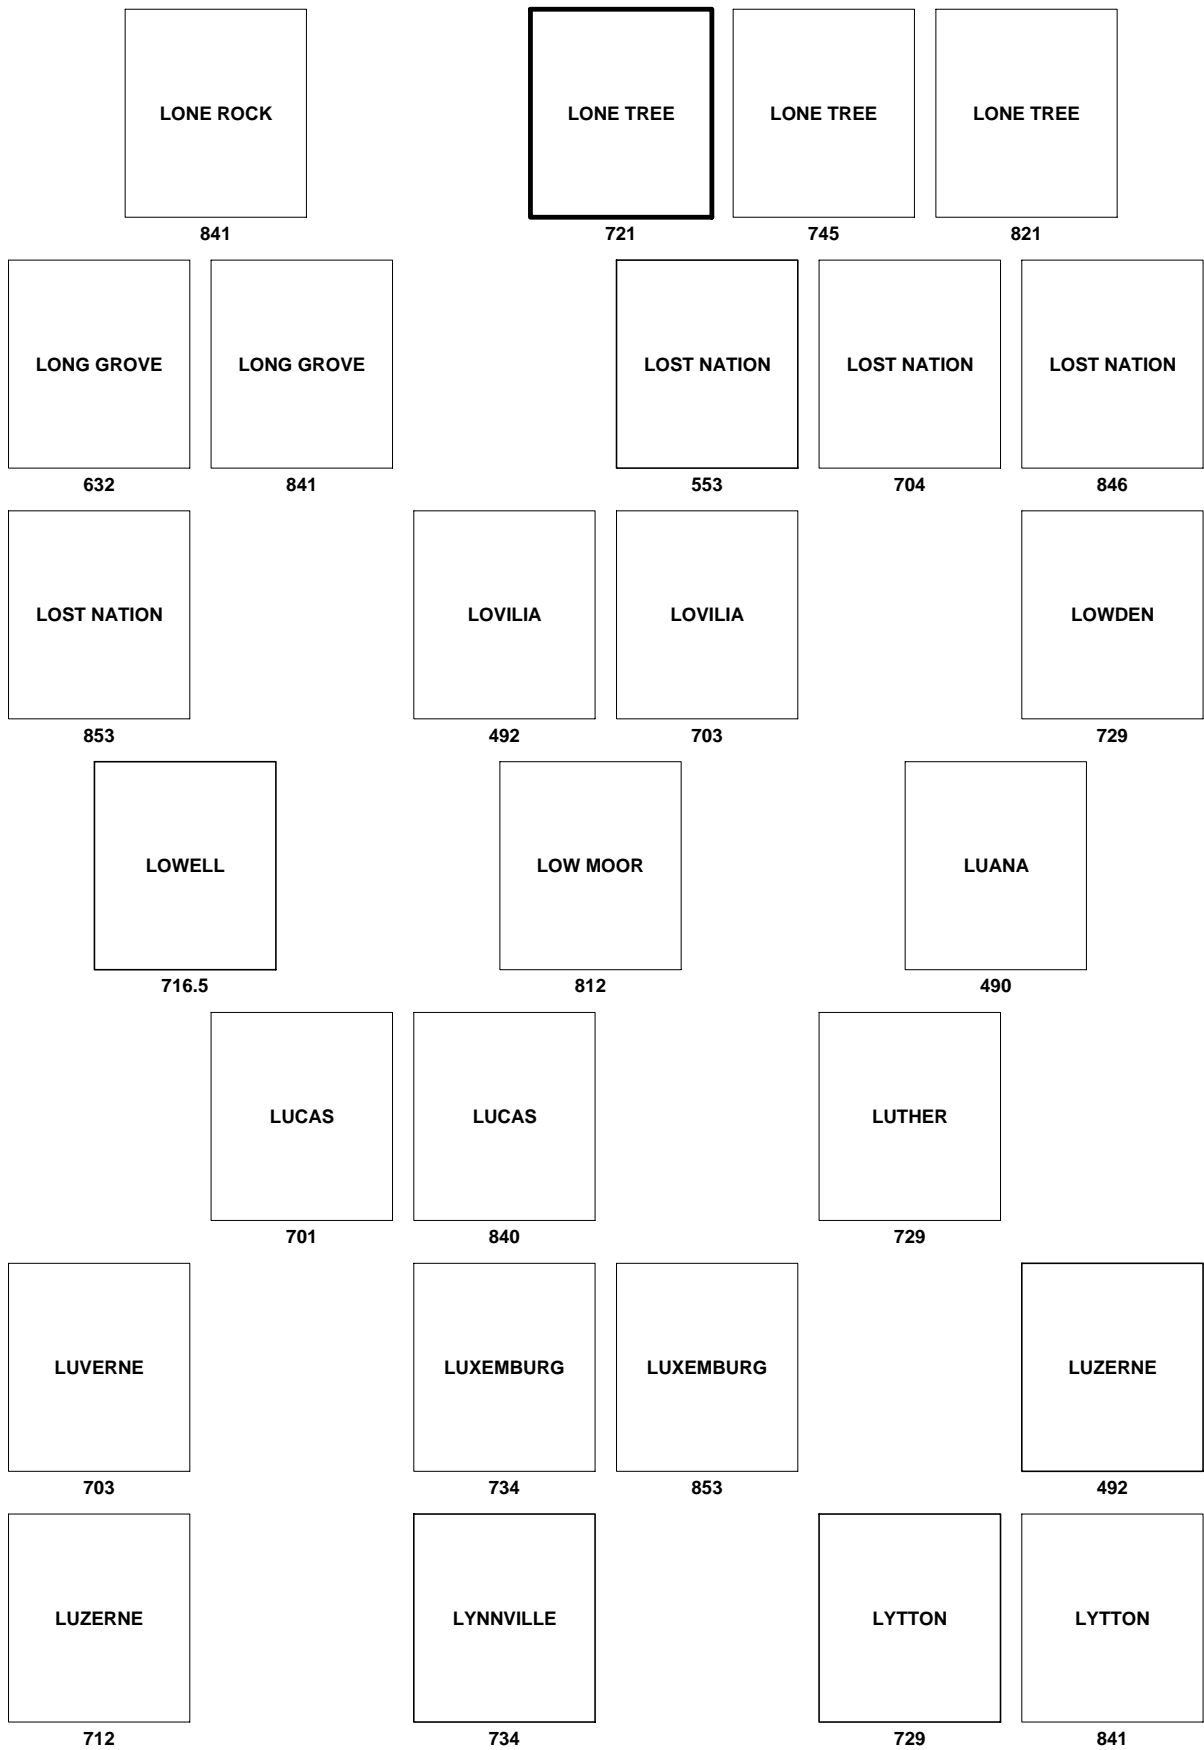 LONE ROCK LONE TREE LONE TREE LONE TREE
841 721 745 821
LONG GROVE LONG GROVE LOST NATION LOST NATION LOST NATION
632 841 553 704 846
LOST NATION LOVILIA LOVILIA LOWDEN
853 492 703 729
LOWELL LOW MOOR LUANA
716.5 812 490
LUCAS LUCAS LUTHER
701 840 729
LUVERNE LUXEMBURG LUXEMBURG LUZERNE
703 734 853 492
LUZERNE LYNNVILLE LYTTON LYTTON
712 734 729 841